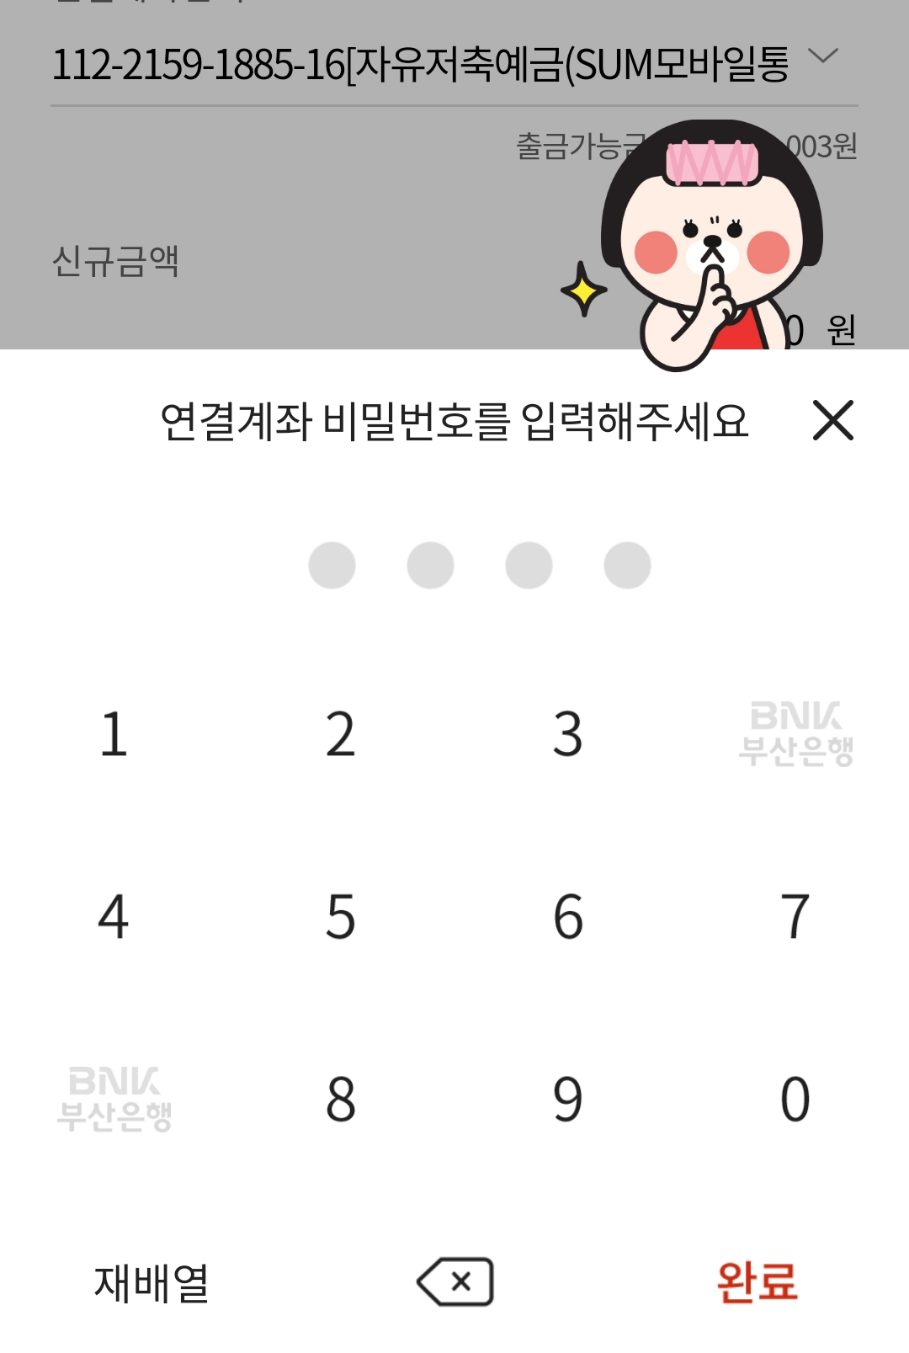 112-2159-1885-16[자유저축예금(SUM모바일통
출금가능 003원
신규금액
0 원
연결계좌 비밀번호를 입력해주세요
1 2 3 BNK 부산은행
4 5 6 7
BNK 부산은행 8 9 0
재배열 완료